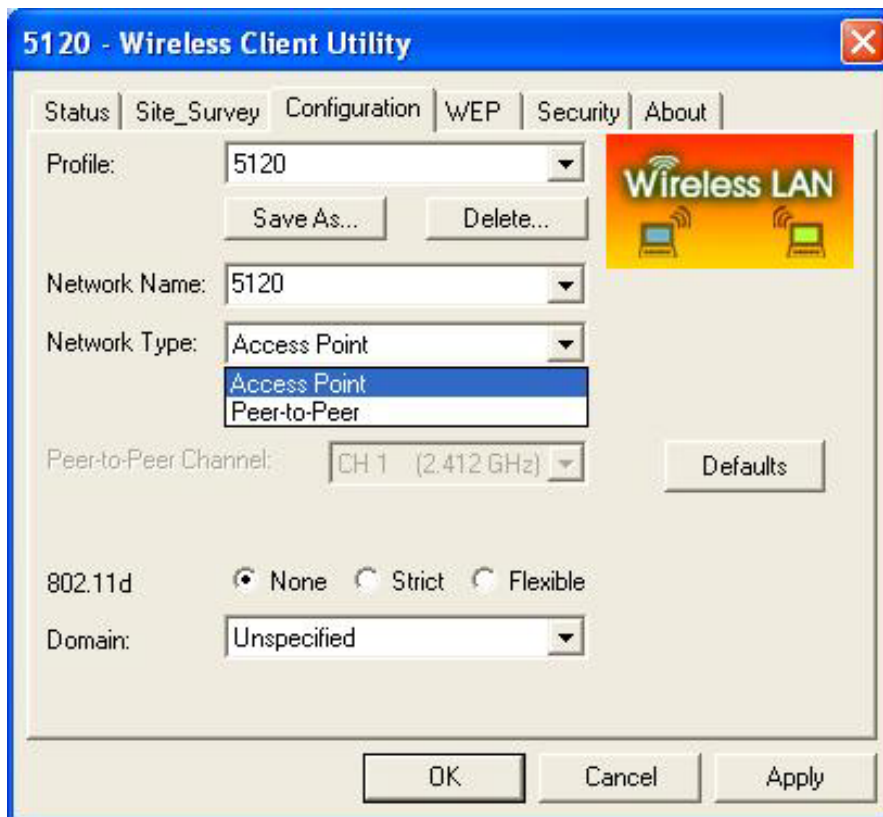 5120 - Wireless Client Utility
Status Site_Survey Configuration WEP Security About
Profile: 5120
Wireless LAN
Save As... Delete...
Network Name: 5120
Network Type: Access Point
Access Point
Peer-to-Peer
Peer-to-Peer Channel: CH 1 (2.412 GHz) Defaults
802.11d None Strict Flexible
Domain: Unspecified
OK Cancel Apply